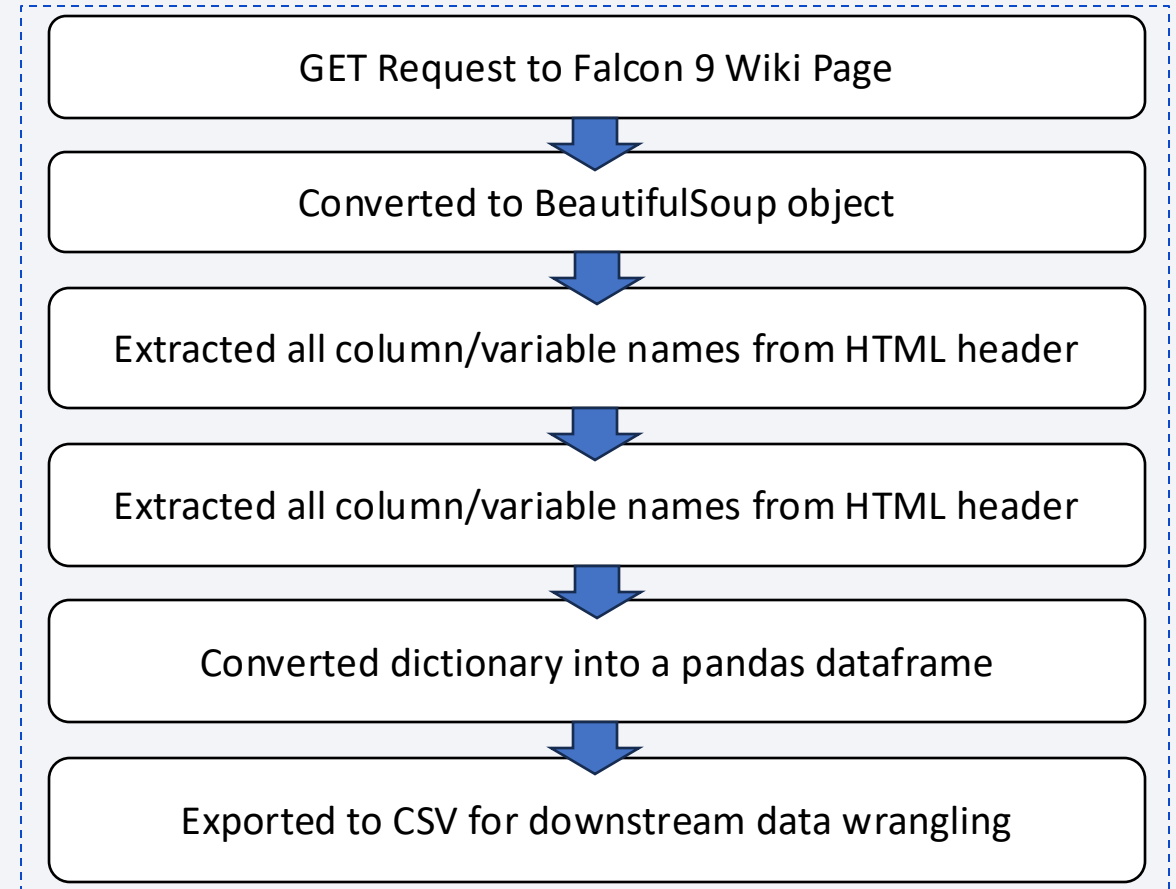 GET Request to Falcon 9 Wiki Page
Converted to BeautifulSoup object
Extracted all column/variable names from HTML header
Extracted all column/variable names from HTML header
Converted dictionary into a pandas dataframe
Exported to CSV for downstream data wrangling